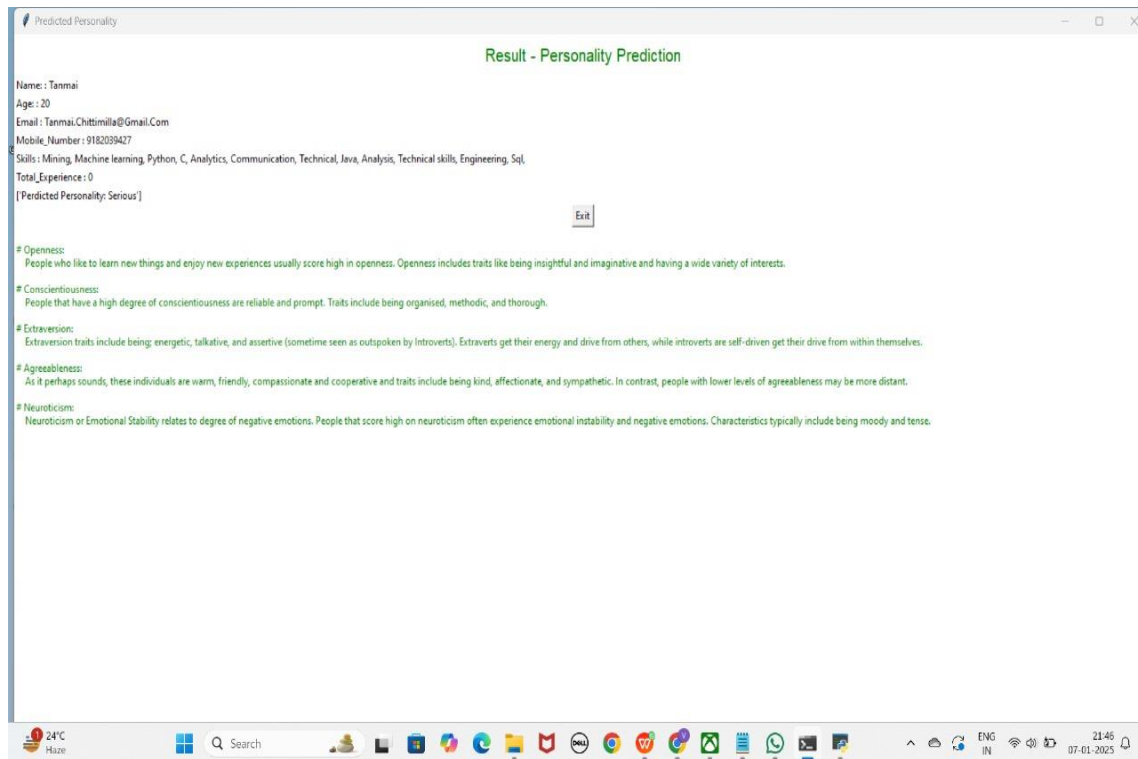 Predicted Personality
Result - Personality Prediction
Name: : Tanmai
Age: : 20
Email : Tanmai.Chittimilla@Gmail.Com
Mobile_Number : 9182039427
Skills : Mining, Machine learning, Python, C, Analytics, Communication, Technical, Java, Analysis, Technical skills, Engineering, Sql,
Total_Experience : 0
['Perdicted Personality: Serious']
Exit
# Openness:
People who like to learn new things and enjoy new experiences usually score high in openness. Openness includes traits like being insightful and imaginative and having a wide variety of interests.
# Conscientiousness:
People that have a high degree of conscientiousness are reliable and prompt. Traits include being organised, methodic, and thorough.
# Extraversion:
Extraversion traits include being; energetic, talkative, and assertive (sometime seen as outspoken by Introverts). Extraverts get their energy and drive from others, while introverts are self-driven get their drive from within themselves.
# Agreeableness:
As it perhaps sounds, these individuals are warm, friendly, compassionate and cooperative and traits include being kind, affectionate, and sympathetic. In contrast, people with lower levels of agreeableness may be more distant.
# Neuroticism:
Neuroticism or Emotional Stability relates to degree of negative emotions. People that score high on neuroticism often experience emotional instability and negative emotions. Characteristics typically include being moody and tense.
1
24°C
Haze
Search
DELL
ENG
IN
21:46
07-01-2025